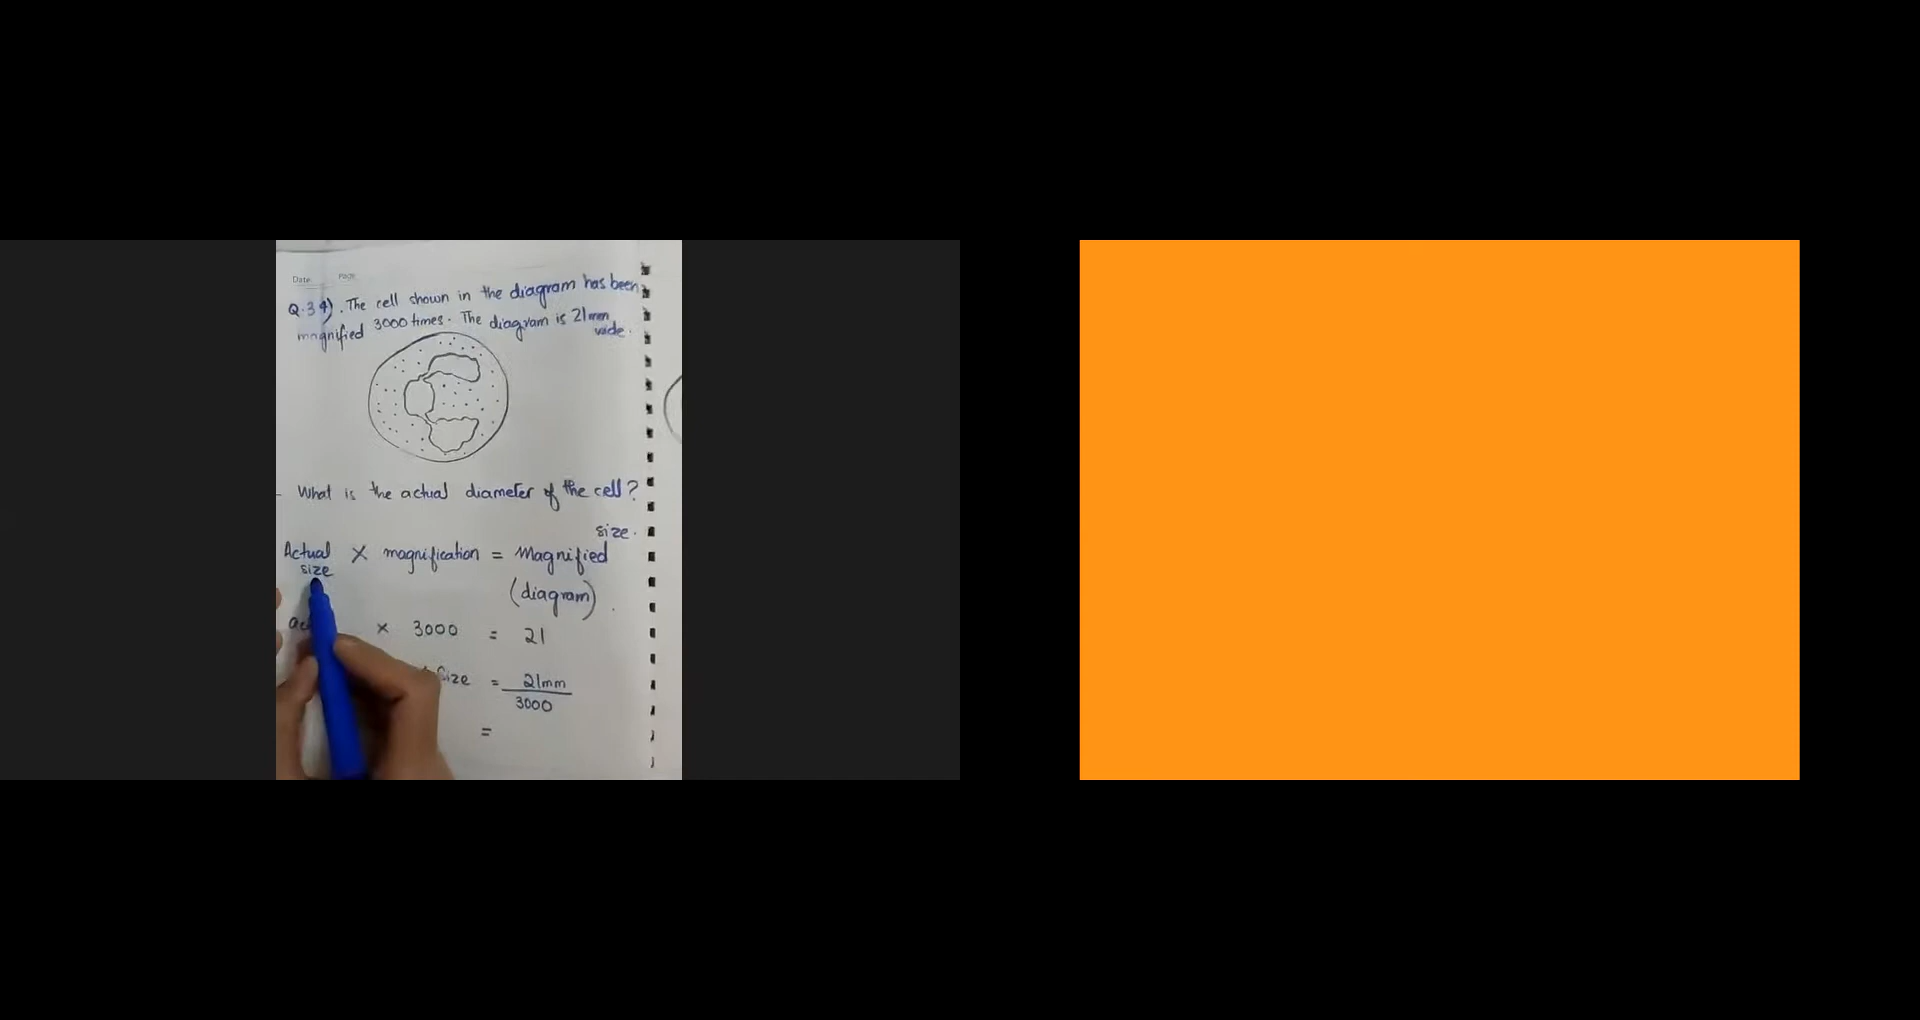 Date. Page
Q.34). The cell shown in the diagram has been
magnified 3000 times. The diagram is 21mm
wide.
- What is the actual diameter of the cell?
size.
Actual × magnification = Magnified
size
(diagram).
× 3000 = 21
size = 21mm
3000
=